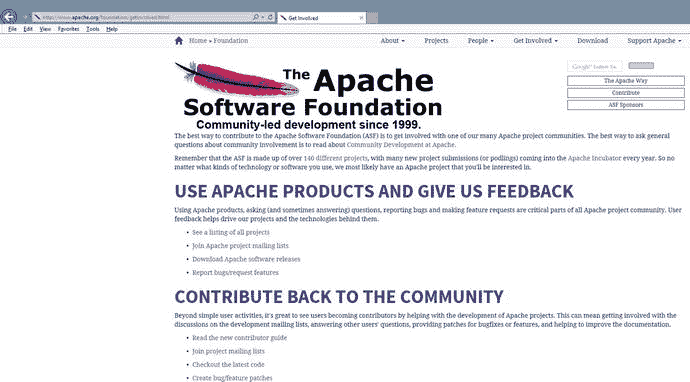 http://www.apache.org/foundation/getinvolved.html
Get Involved
File Edit View Favorites Tools Help
Home » Foundation
About Projects People Get Involved Download Support Apache
The Apache
Software Foundation
Community-led development since 1999.
The Apache Way
Contribute
ASF Sponsors
The best way to contribute to the Apache Software Foundation (ASF) is to get involved with one of our many Apache project communities. The best way to ask general
questions about community involvement is to read about Community Development at Apache.
Remember that the ASF is made up of over 146 different projects, with many new project submissions (or podlings) coming into the Apache Incubator every year. So no
matter what kinds of technology or software you use, we most likely have an Apache project that you'll be interested in.
USE APACHE PRODUCTS AND GIVE US FEEDBACK
Using Apache products, asking (and sometimes answering) questions, reporting bugs and making feature requests are critical parts of all Apache project community. User
feedback helps drive our projects and the technologies behind them.
• See a listing of all projects
• Join Apache project mailing lists
• Download Apache software releases
• Report bugs/request features
CONTRIBUTE BACK TO THE COMMUNITY
Beyond simple user activities, it's great to see users becoming contributors by helping with the development of Apache projects. This can mean getting involved with the
discussions on the development mailing lists, answering other users' questions, providing patches for bugfixes or features, and helping to improve the documentation.
• Read the new contributor guide
• Join project mailing lists
• Checkout the latest code
• Create bug/feature patches